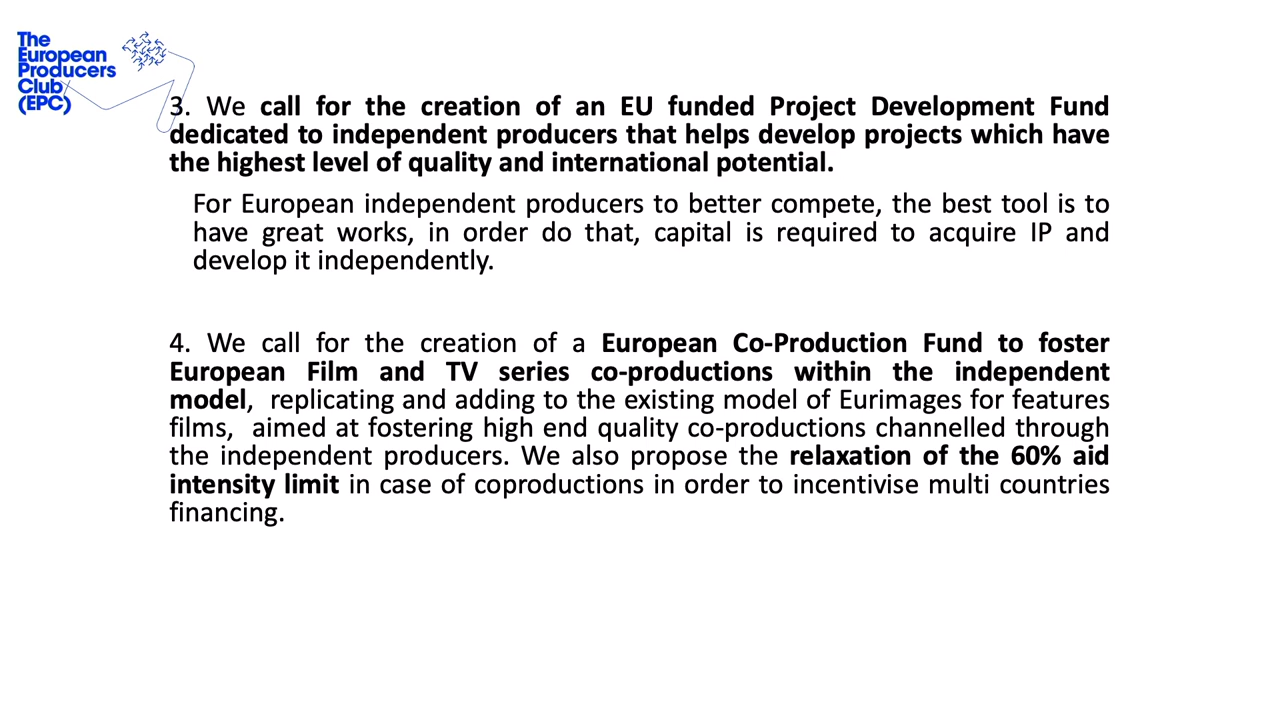 The
European
Producers
Club
(EPC)
3. We call for the creation of an EU funded Project Development Fund
dedicated to independent producers that helps develop projects which have
the highest level of quality and international potential.
For European independent producers to better compete, the best tool is to
have great works, in order do that, capital is required to acquire IP and
develop it independently.
4. We call for the creation of a European Co-Production Fund to foster
European Film and TV series co-productions within the independent
model, replicating and adding to the existing model of Eurimages for features
films, aimed at fostering high end quality co-productions channelled through
the independent producers. We also propose the relaxation of the 60% aid
intensity limit in case of coproductions in order to incentivise multi countries
financing.